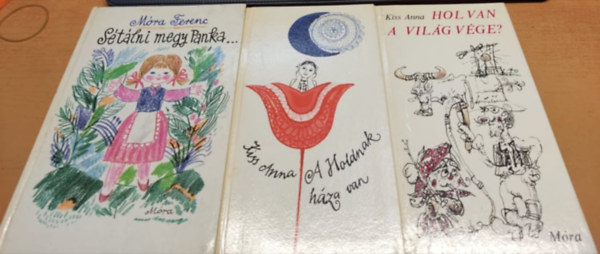 Móra Ferenc
Sétálni megy Panka...
Móra
Kiss Anna
A Holdnak
háza van
Kiss Anna HOL VAN
A VILÁG VÉGE?
Móra